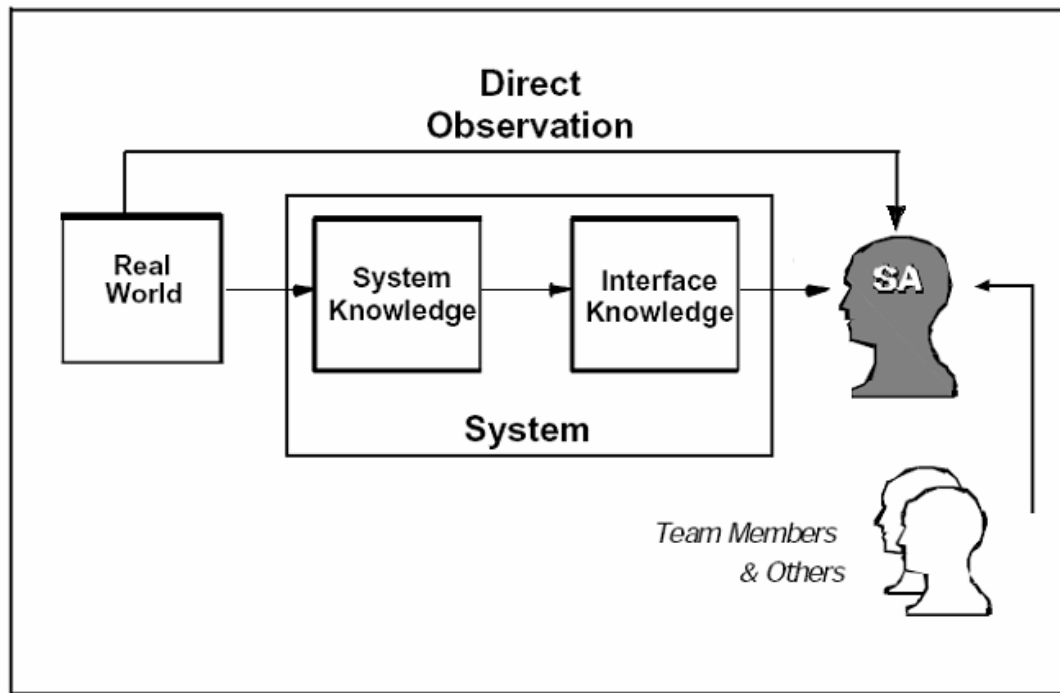 Direct
Observation
Real
World
System
Knowledge
Interface
Knowledge
SA
System
Team Members
& Others